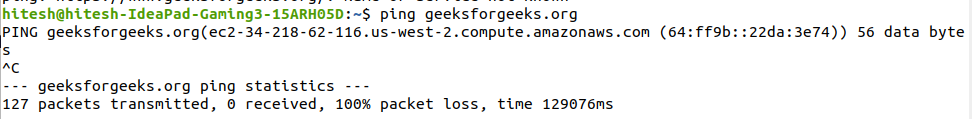 hitesh@hitesh-IdeaPad-Gaming3-15ARH05D:~$ ping geeksforgeeks.org
PING geeksforgeeks.org(ec2-34-218-62-116.us-west-2.compute.amazonaws.com (64:ff9b::22da:3e74)) 56 data byte
s
^C
--- geeksforgeeks.org ping statistics ---
127 packets transmitted, 0 received, 100% packet loss, time 129076ms